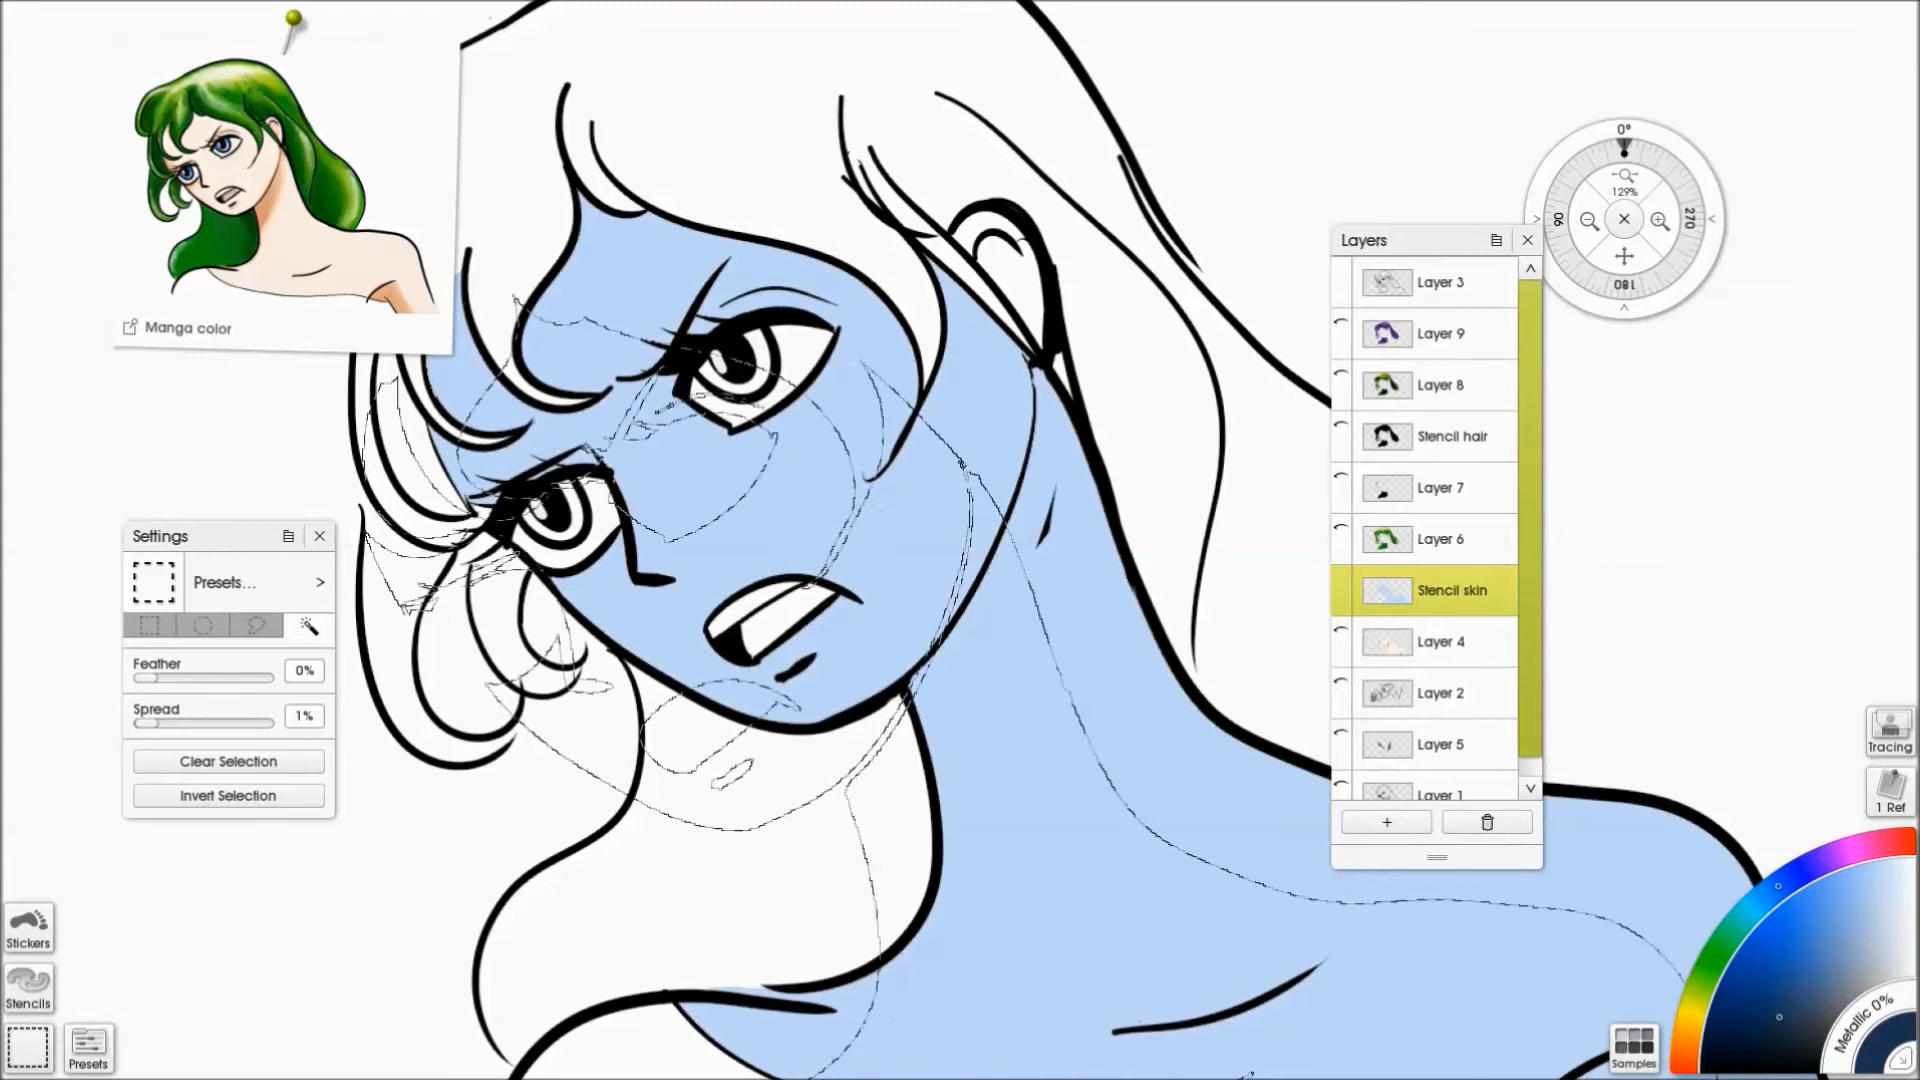 Manga color
0°
129%
90
270
180
Layers
Layer 3
Layer 9
Layer 8
Stencil hair
Layer 7
Layer 6
Stencil skin
Layer 4
Layer 2
Layer 5
Layer 1
+
Settings
Presets...
Feather
0%
Spread
1%
Clear Selection
Invert Selection
Tracing
1 Ref
Stickers
Stencils
Presets
Samples
Metallic 0%